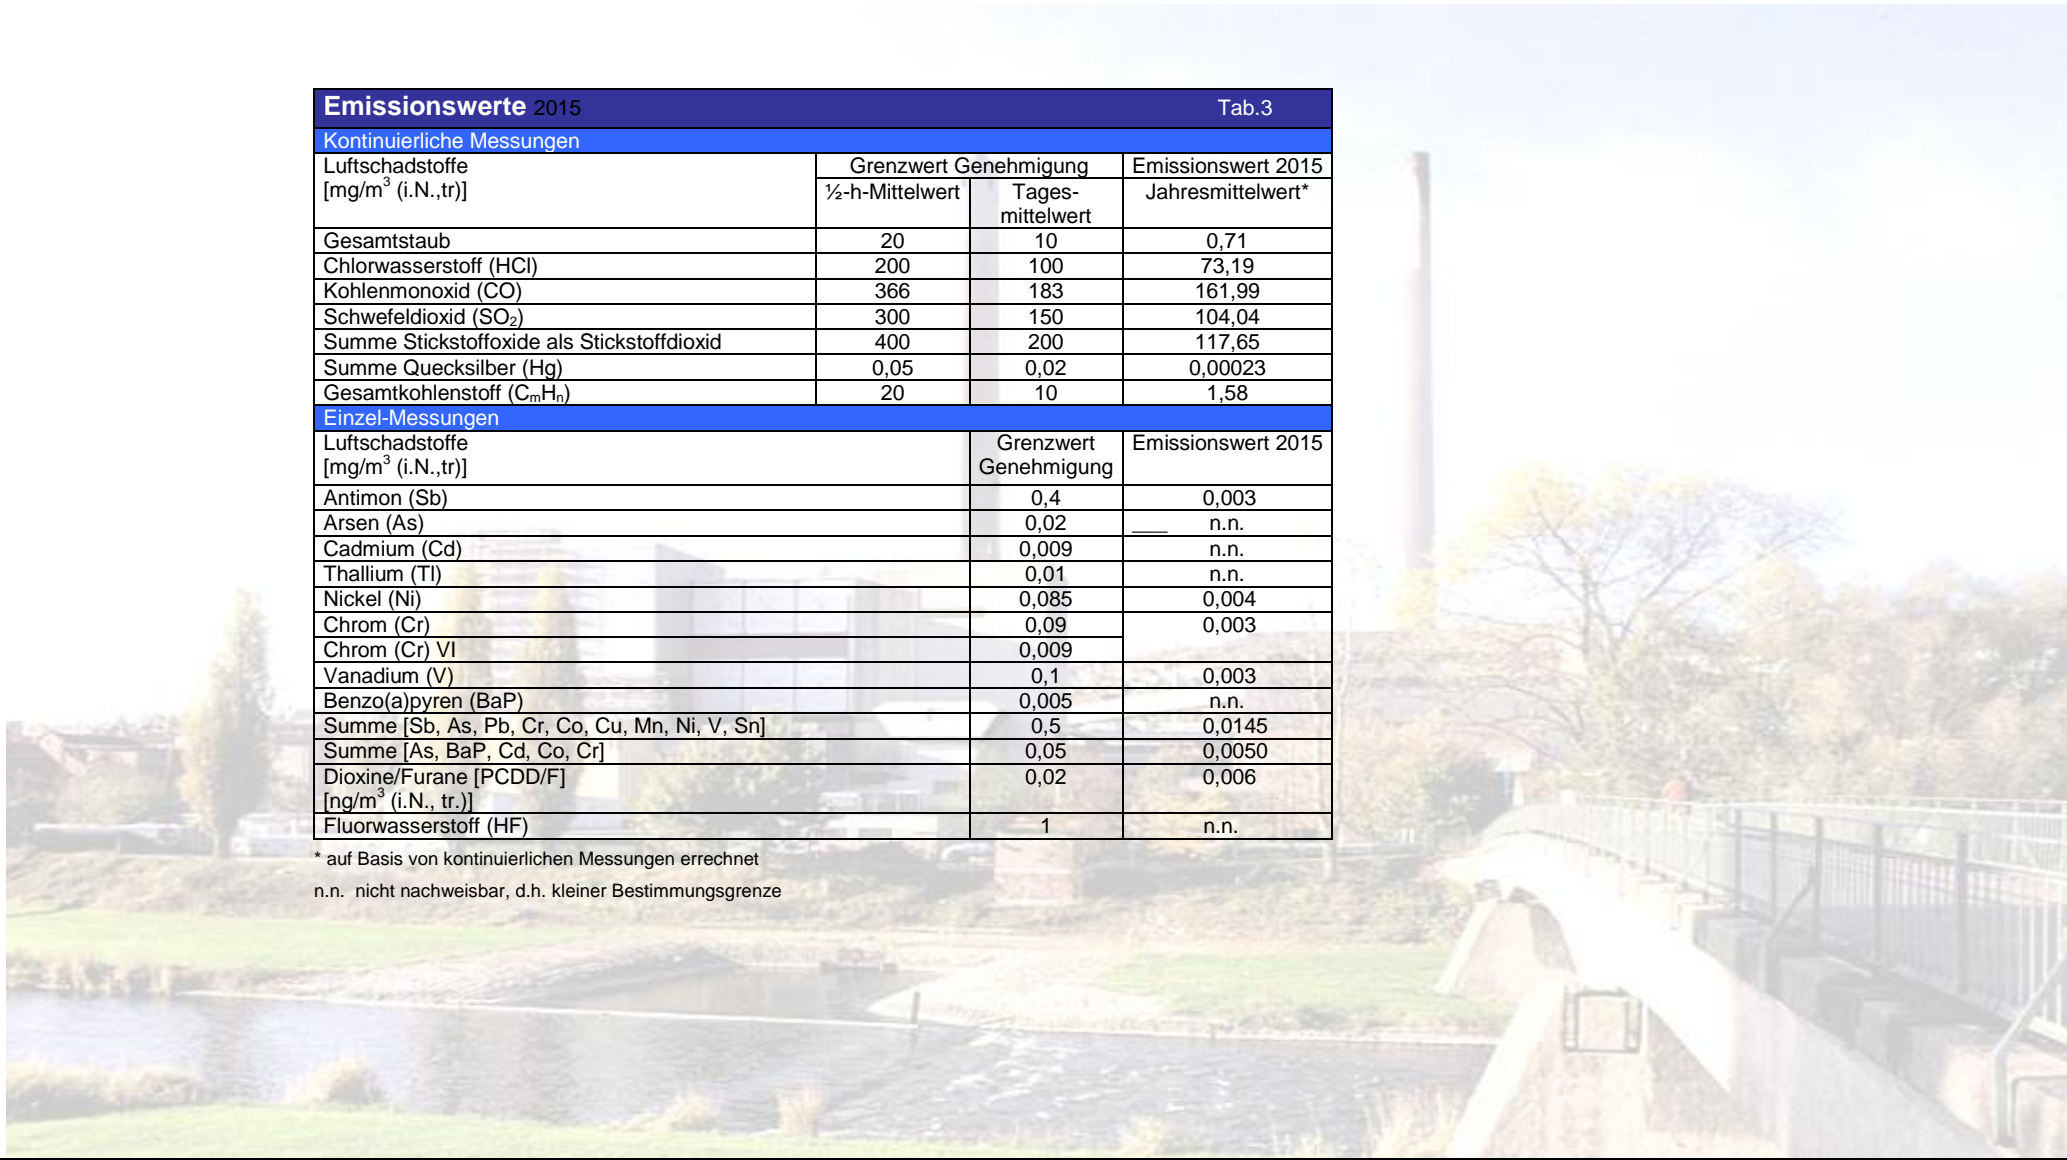 Emissionswerte 2015 Tab.3
Kontinuierliche Messungen
Luftschadstoffe Grenzwert Genehmigung Emissionswert 2015
[mg/m³ (i.N.,tr)] ½-h-Mittelwert Tages- Jahresmittelwert*
mittelwert
Gesamtstaub 20 10 0,71
Chlorwasserstoff (HCl) 200 100 73,19
Kohlenmonoxid (CO) 366 183 161,99
Schwefeldioxid (SO₂) 300 150 104,04
Summe Stickstoffoxide als Stickstoffdioxid 400 200 117,65
Summe Quecksilber (Hg) 0,05 0,02 0,00023
Gesamtkohlenstoff (CₘHₙ) 20 10 1,58
Einzel-Messungen
Luftschadstoffe Grenzwert Emissionswert 2015
[mg/m³ (i.N.,tr)] Genehmigung
Antimon (Sb) 0,4 0,003
Arsen (As) 0,02 ___ n.n.
Cadmium (Cd) 0,009 n.n.
Thallium (Tl) 0,01 n.n.
Nickel (Ni) 0,085 0,004
Chrom (Cr) 0,09 0,003
Chrom (Cr) VI 0,009
Vanadium (V) 0,1 0,003
Benzo(a)pyren (BaP) 0,005 n.n.
Summe [Sb, As, Pb, Cr, Co, Cu, Mn, Ni, V, Sn] 0,5 0,0145
Summe [As, BaP, Cd, Co, Cr] 0,05 0,0050
Dioxine/Furane [PCDD/F] 0,02 0,006
[ng/m³ (i.N., tr.)]
Fluorwasserstoff (HF) 1 n.n.
* auf Basis von kontinuierlichen Messungen errechnet
n.n. nicht nachweisbar, d.h. kleiner Bestimmungsgrenze